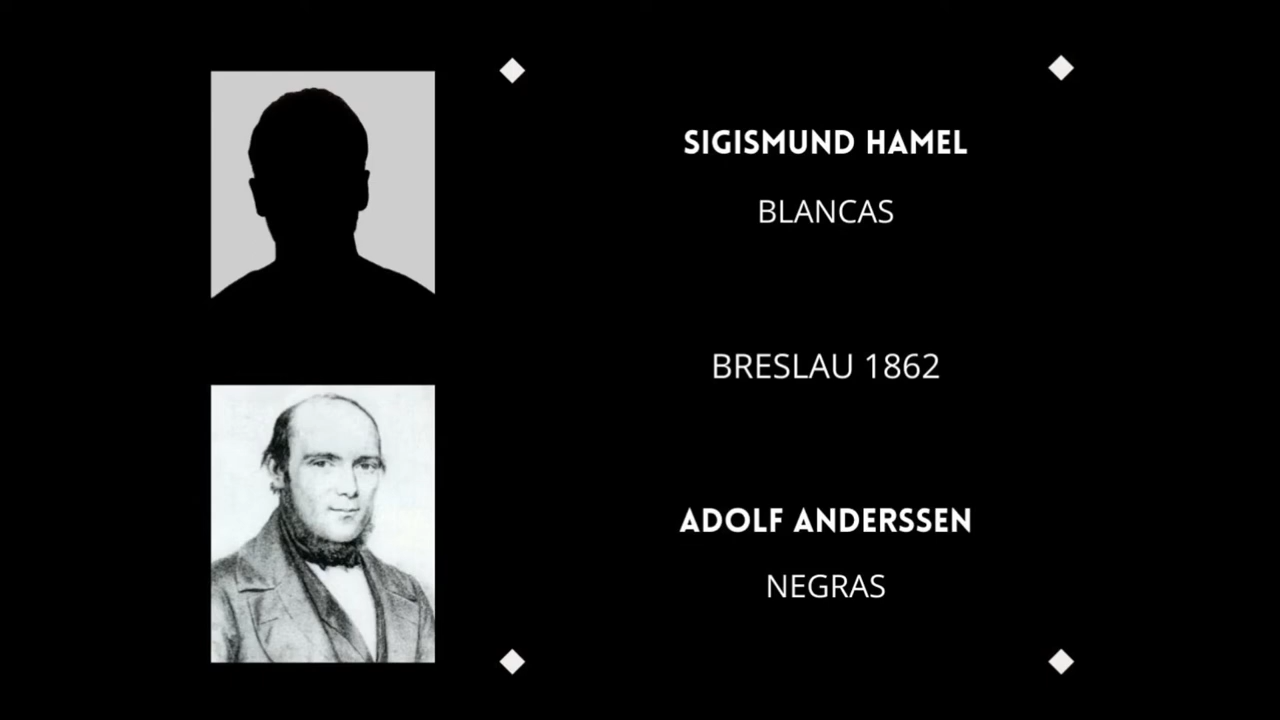 SIGISMUND HAMEL
BLANCAS
BRESLAU 1862
ADOLF ANDERSSEN
NEGRAS